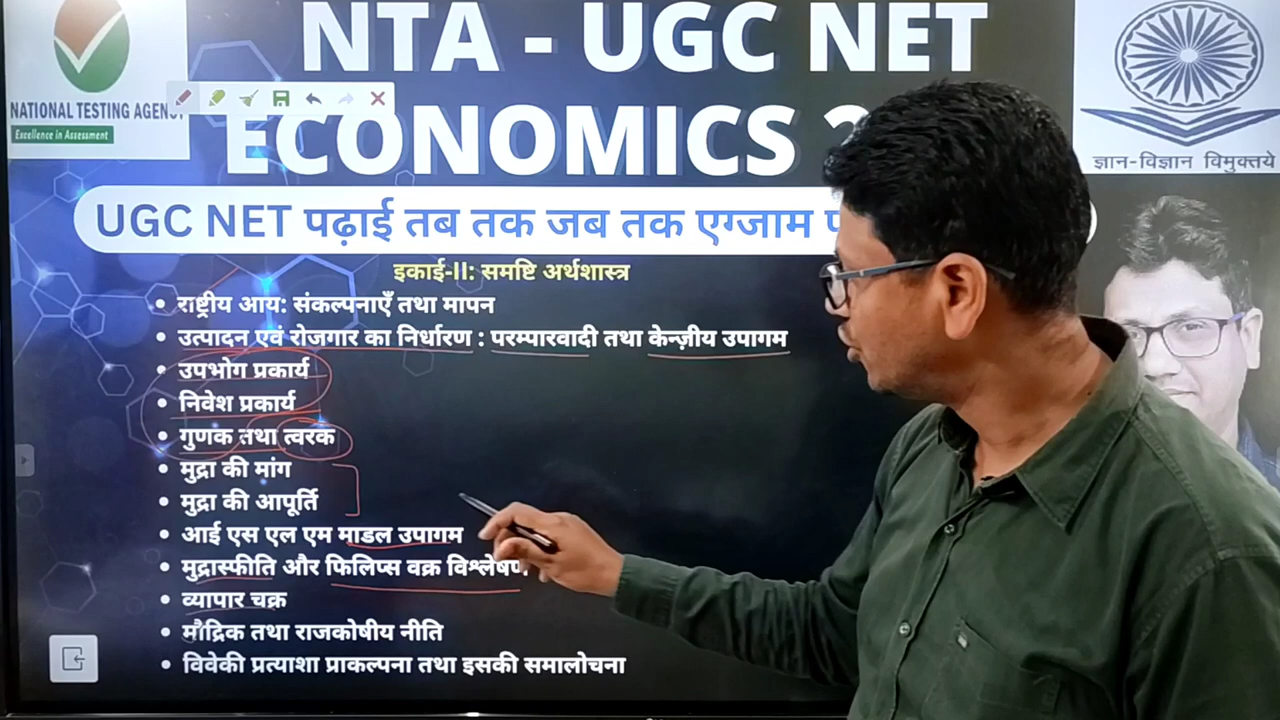 NTA - UGC NET
NATIONAL TESTING AGENCY
Excellence in Assessment
ECONOMICS
ज्ञान-विज्ञान विमुक्तये
UGC NET पढ़ाई तब तक जब तक एग्जाम
इकाई-II: समष्टि अर्थशास्त्र
• राष्ट्रीय आय: संकल्पनाएँ तथा मापन
• उत्पादन एवं रोजगार का निर्धारण : परम्पारवादी तथा केन्ज़ीय उपागम
• उपभोग प्रकार्य
• निवेश प्रकार्य
• गुणक तथा त्वरक
• मुद्रा की मांग
• मुद्रा की आपूर्ति
• आई एस एल एम माडल उपागम
• मुद्रास्फीति और फिलिप्स वक्र विश्लेषण
• व्यापार चक्र
• मौद्रिक तथा राजकोषीय नीति
• विवेकी प्रत्याशा प्राकल्पना तथा इसकी समालोचना